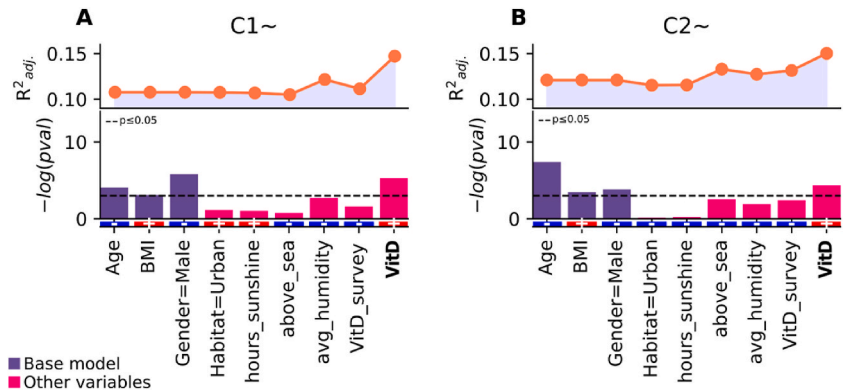 A
C1~
R²adj.
0.15
0.10
--p≤0.05
−log(pval)
10
0
Age
BMI
Gender=Male
Habitat=Urban
hours_sunshine
above_sea
avg_humidity
VitD_survey
VitD
B
C2~
R²adj.
0.15
0.10
--p≤0.05
−log(pval)
10
0
Age
BMI
Gender=Male
Habitat=Urban
hours_sunshine
above_sea
avg_humidity
VitD_survey
VitD
Base model
Other variables